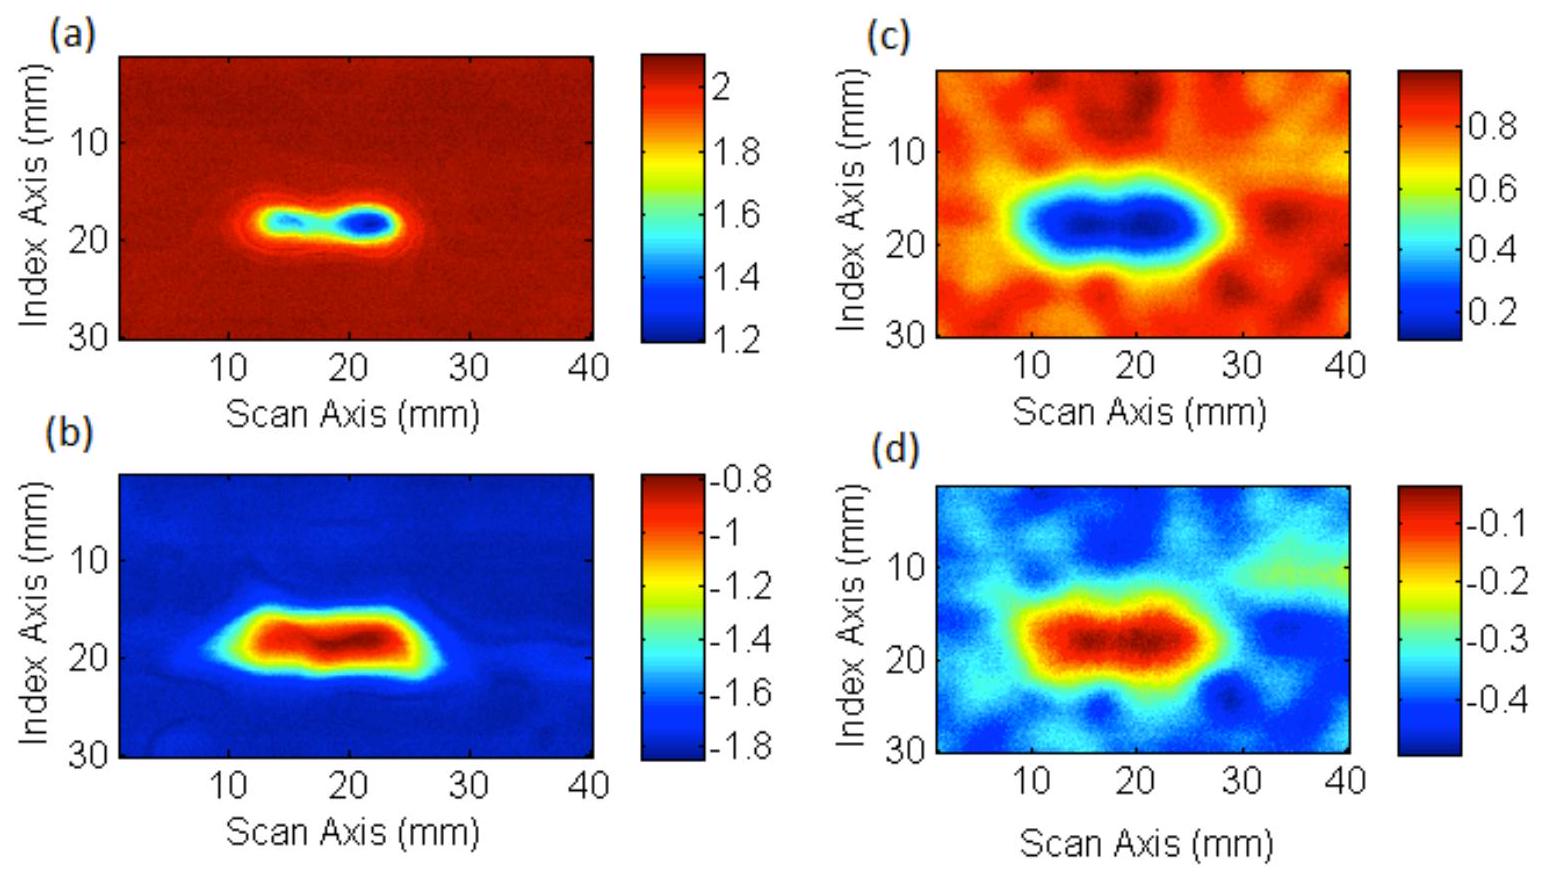 (a)
Index Axis (mm)
10
20
30
10 20 30 40
Scan Axis (mm)
2
1.8
1.6
1.4
1.2
(c)
Index Axis (mm)
10
20
30
10 20 30 40
Scan Axis (mm)
0.8
0.6
0.4
0.2
(b)
Index Axis (mm)
10
20
30
10 20 30 40
Scan Axis (mm)
-0.8
-1
-1.2
-1.4
-1.6
-1.8
(d)
Index Axis (mm)
10
20
30
10 20 30 40
Scan Axis (mm)
-0.1
-0.2
-0.3
-0.4